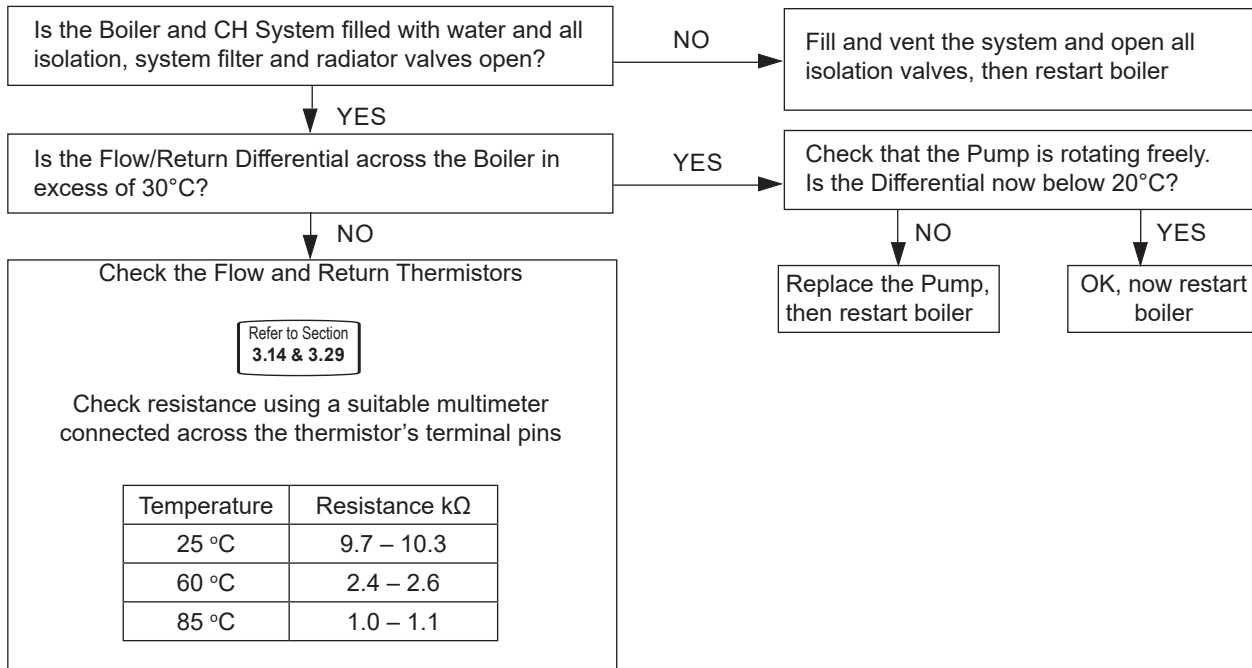 Is the Boiler and CH System filled with water and all
isolation, system filter and radiator valves open?
NO
Fill and vent the system and open all
isolation valves, then restart boiler
YES
Is the Flow/Return Differential across the Boiler in
excess of 30°C?
YES
Check that the Pump is rotating freely.
Is the Differential now below 20°C?
NO
NO
YES
Replace the Pump,
then restart boiler
OK, now restart
boiler
Check the Flow and Return Thermistors
Refer to Section
3.14 & 3.29
Check resistance using a suitable multimeter
connected across the thermistor’s terminal pins
Temperature Resistance kΩ
25 °C 9.7 – 10.3
60 °C 2.4 – 2.6
85 °C 1.0 – 1.1